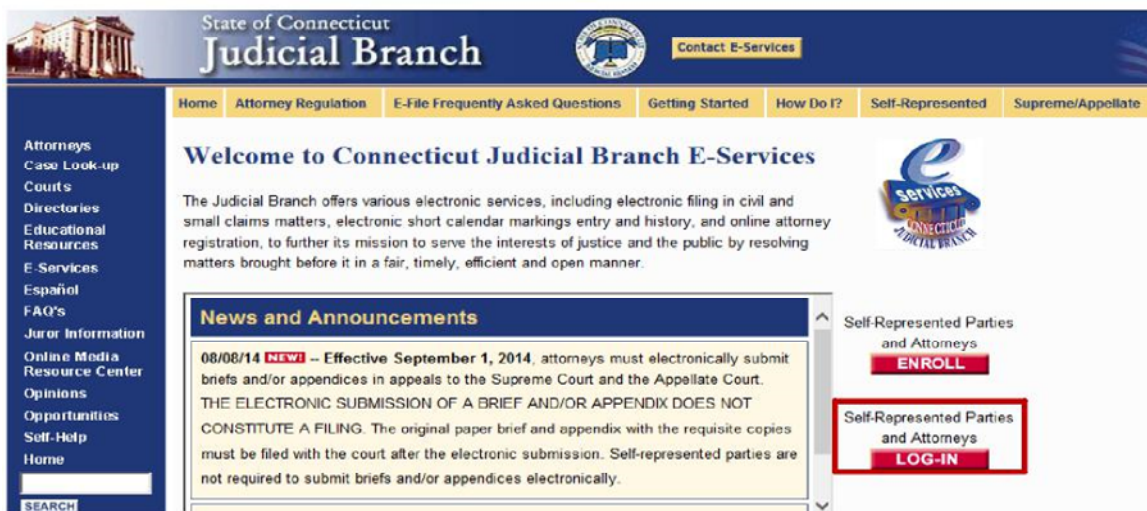 State of Connecticut
Judicial Branch
Contact E-Services
Home Attorney Regulation E-File Frequently Asked Questions Getting Started How Do I? Self-Represented Supreme/Appellate
Attorneys
Case Look-up
Courts
Directories
Educational
Resources
E-Services
Español
FAQ's
Juror Information
Online Media
Resource Center
Opinions
Opportunities
Self-Help
Home
SEARCH
Welcome to Connecticut Judicial Branch E-Services
The Judicial Branch offers various electronic services, including electronic filing in civil and
small claims matters, electronic short calendar markings entry and history, and online attorney
registration, to further its mission to serve the interests of justice and the public by resolving
matters brought before it in a fair, timely, efficient and open manner.
News and Announcements
08/08/14 NEW! -- Effective September 1, 2014, attorneys must electronically submit
briefs and/or appendices in appeals to the Supreme Court and the Appellate Court.
THE ELECTRONIC SUBMISSION OF A BRIEF AND/OR APPENDIX DOES NOT
CONSTITUTE A FILING. The original paper brief and appendix with the requisite copies
must be filed with the court after the electronic submission. Self-represented parties are
not required to submit briefs and/or appendices electronically.
e
services
CONNECTICUT
JUDICIAL BRANCH
Self-Represented Parties
and Attorneys
ENROLL
Self-Represented Parties
and Attorneys
LOG-IN